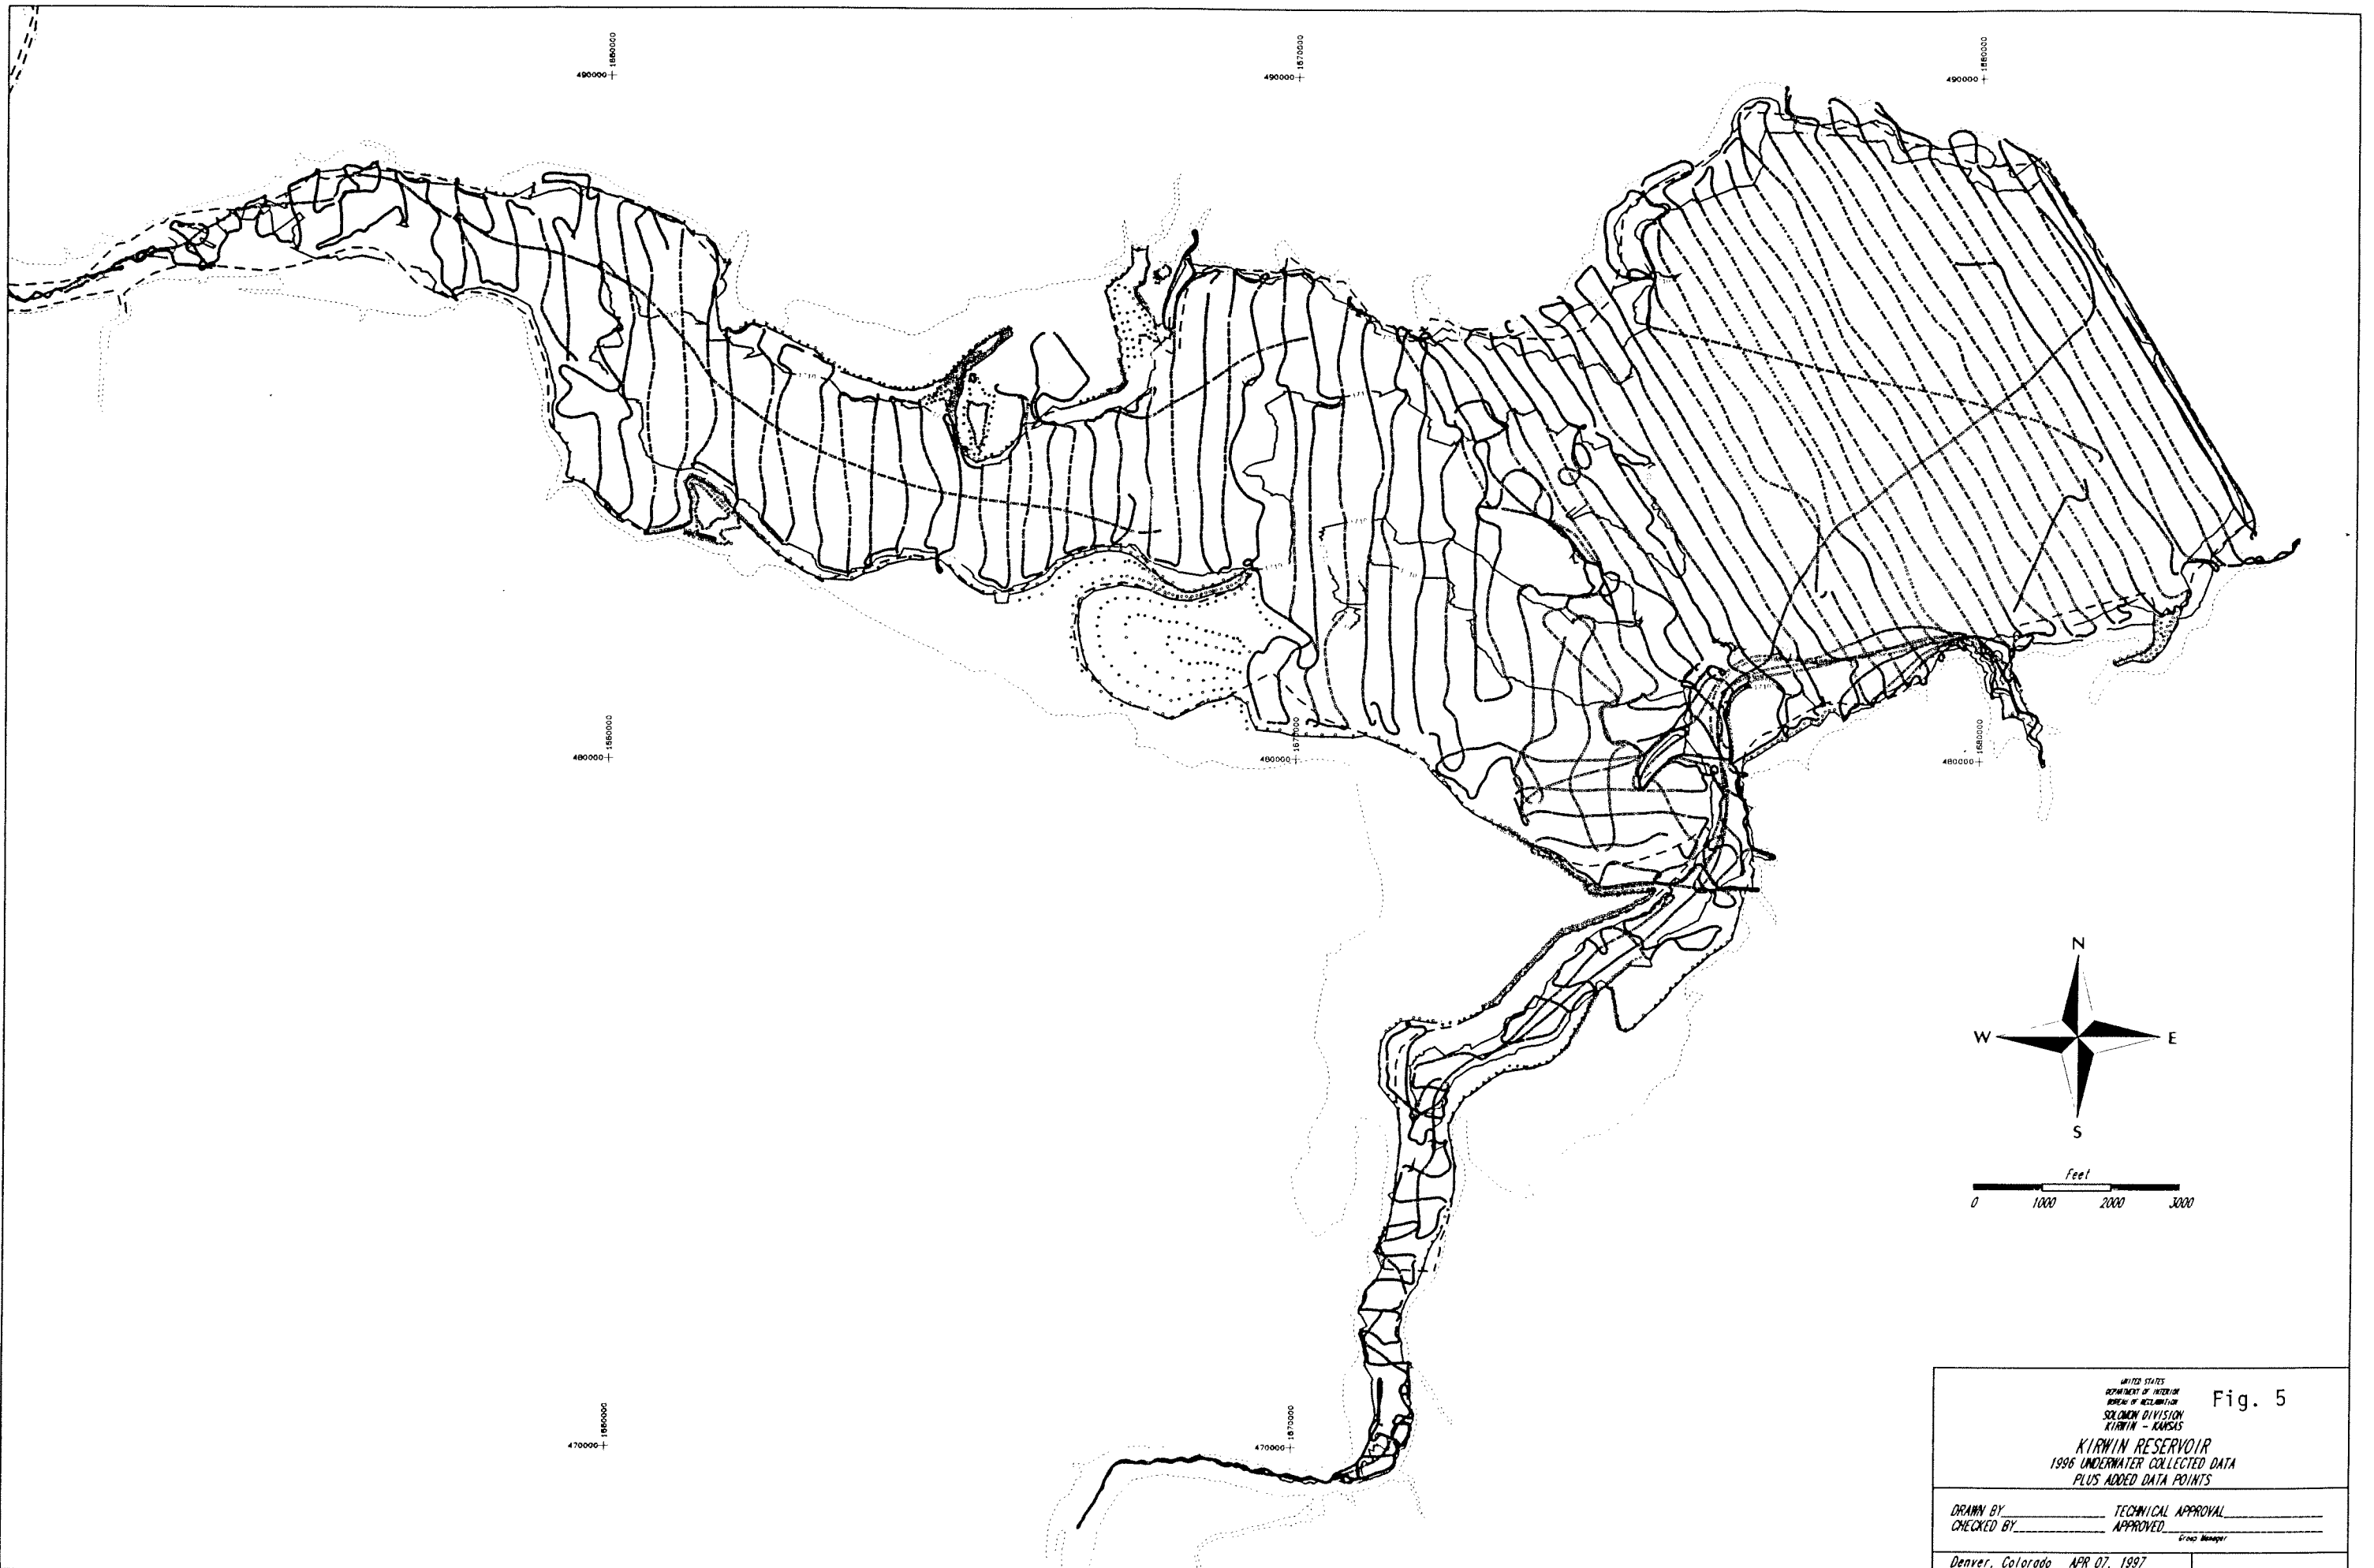 490000 1660000
490000 1670000
490000 1680000
480000 1660000
480000 1670000
480000 1680000
470000 1660000
470000 1670000
N
W E
S
Feet
0 1000 2000 3000
UNITED STATES
DEPARTMENT OF INTERIOR
BUREAU OF RECLAMATION
Fig. 5
SOLOMON DIVISION
KIRWIN - KANSAS
KIRWIN RESERVOIR
1996 UNDERWATER COLLECTED DATA
PLUS ADDED DATA POINTS
DRAWN BY TECHNICAL APPROVAL
CHECKED BY APPROVED
Group Manager
Denver, Colorado APR 07, 1997